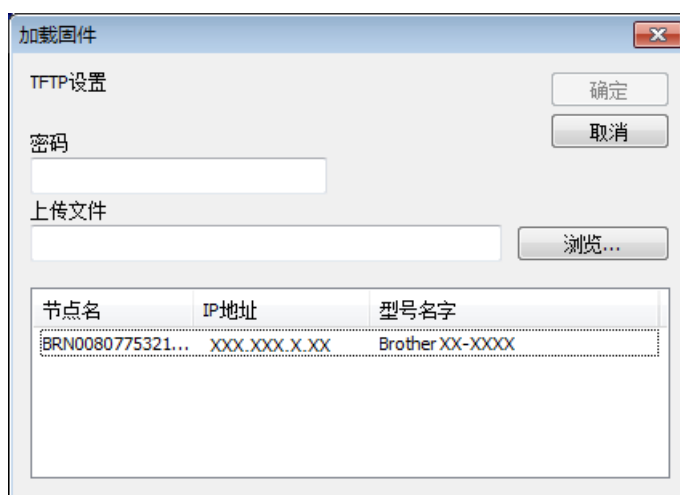 加载固件
TFTP设置
确定
取消
密码
上传文件
浏览...
节点名 IP地址 型号名字
BRN0080775321... XXX.XXX.X.XX Brother XX-XXXX